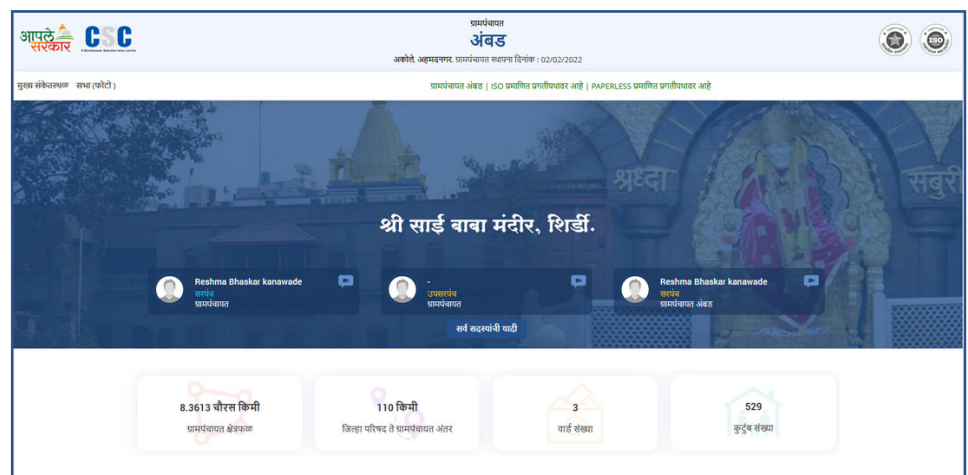 ग्रामपंचायत
आपले
सरकार
CSC
अंबड
अकोले, अहमदनगर. ग्रामपंचायत स्थापना दिनांक : 02/02/2022
ISO
मुख्य संकेतस्थळ सभा (फोटो )
ग्रामपंचायत अंबड | ISO प्रमाणित प्रगतीपथावर आहे | PAPERLESS प्रमाणित प्रगतीपथावर आहे
श्रद्दा
सबुरी
श्री साई बाबा मंदीर, शिर्डी.
Reshma Bhaskar kanawade
सरपंच
ग्रामपंचायत
-
उपसरपंच
ग्रामपंचायत
Reshma Bhaskar kanawade
सरपंच
ग्रामपंचायत अंबड
सर्व सदस्यांची यादी
8.3613 चौरस किमी
ग्रामपंचायत क्षेत्रफळ
110 किमी
जिल्हा परिषद ते ग्रामपंचायत अंतर
3
वार्ड संख्या
529
कुटुंब संख्या